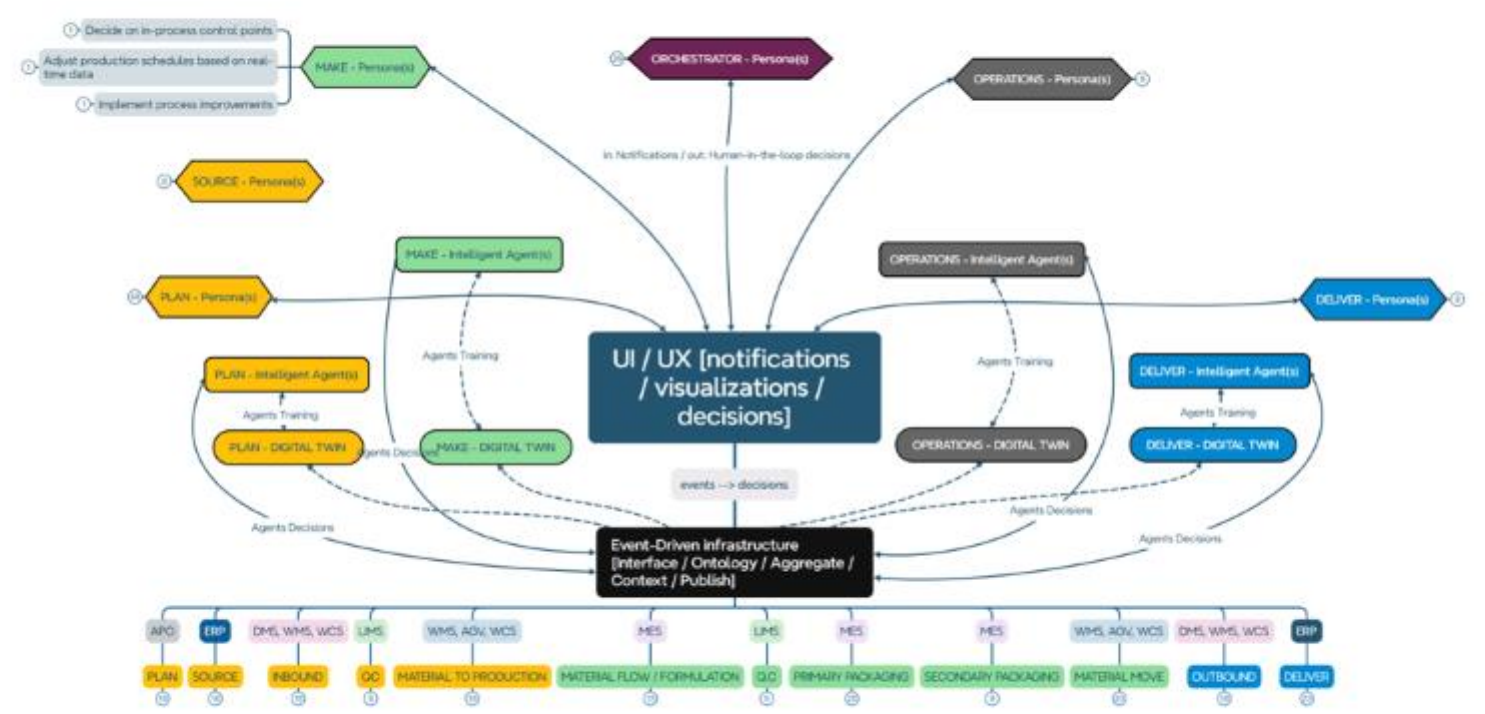 Decide on in-process control points
Adjust production schedules based on real-
time data
Implement process improvements
MAKE - Persona(s)
ORCHESTRATOR - Persona(s)
OPERATIONS - Persona(s)
In: Notifications / out: Human-in-the-loop decisions
SOURCE - Persona(s)
MAKE - Intelligent Agent(s)
OPERATIONS - Intelligent Agent(s)
PLAN - Persona(s)
DELIVER - Persona(s)
UI / UX [notifications
/ visualizations /
decisions]
Agents Training
Agents Training
PLAN - Intelligent Agent(s)
DELIVER - Intelligent Agent(s)
Agents Training
Agents Training
PLAN - DIGITAL TWIN
Agents Decisions
MAKE - DIGITAL TWIN
OPERATIONS - DIGITAL TWIN
DELIVER - DIGITAL TWIN
events --> decisions
Agents Decisions
Agents Decisions
Agents Decisions
Event-Driven infrastructure
[Interface / Ontology / Aggregate /
Context / Publish]
APO
ERP
DMS, WMS, WCS
LIMS
WMS, AGV, WCS
MES
LIMS
MES
MES
WMS, AGV, WCS
DMS, WMS, WCS
ERP
PLAN
SOURCE
INBOUND
QC
MATERIAL TO PRODUCTION
MATERIAL FLOW / FORMULATION
QC
PRIMARY PACKAGING
SECONDARY PACKAGING
MATERIAL MOVE
OUTBOUND
DELIVER